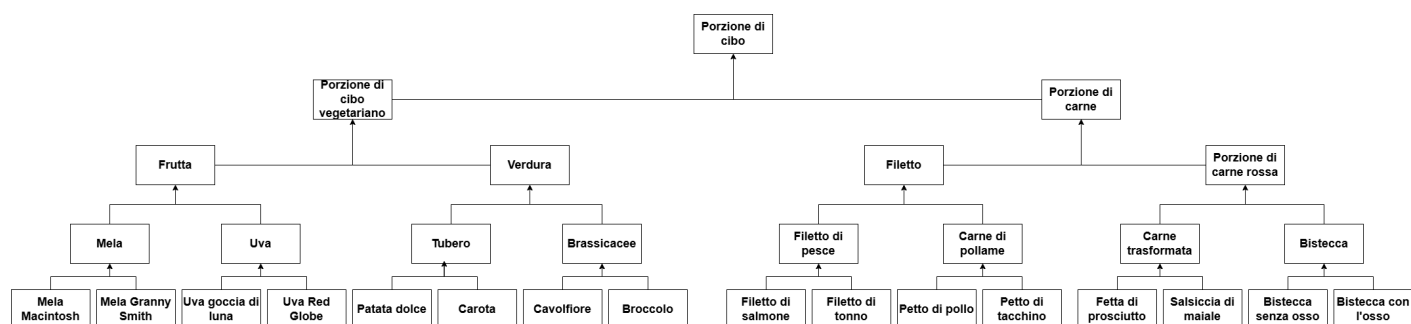 Porzione di
cibo
Porzione di
cibo
vegetariano
Porzione di
carne
Frutta
Verdura
Filetto
Porzione di
carne rossa
Mela
Uva
Tubero
Brassicacee
Filetto di
pesce
Carne di
pollame
Carne
trasformata
Bistecca
Mela
Macintosh
Mela Granny
Smith
Uva goccia di
luna
Uva Red
Globe
Patata dolce
Carota
Cavolfiore
Broccolo
Filetto di
salmone
Filetto di
tonno
Petto di pollo
Petto di
tacchino
Fetta di
prosciutto
Salsiccia di
maiale
Bistecca
senza osso
Bistecca con
l'osso